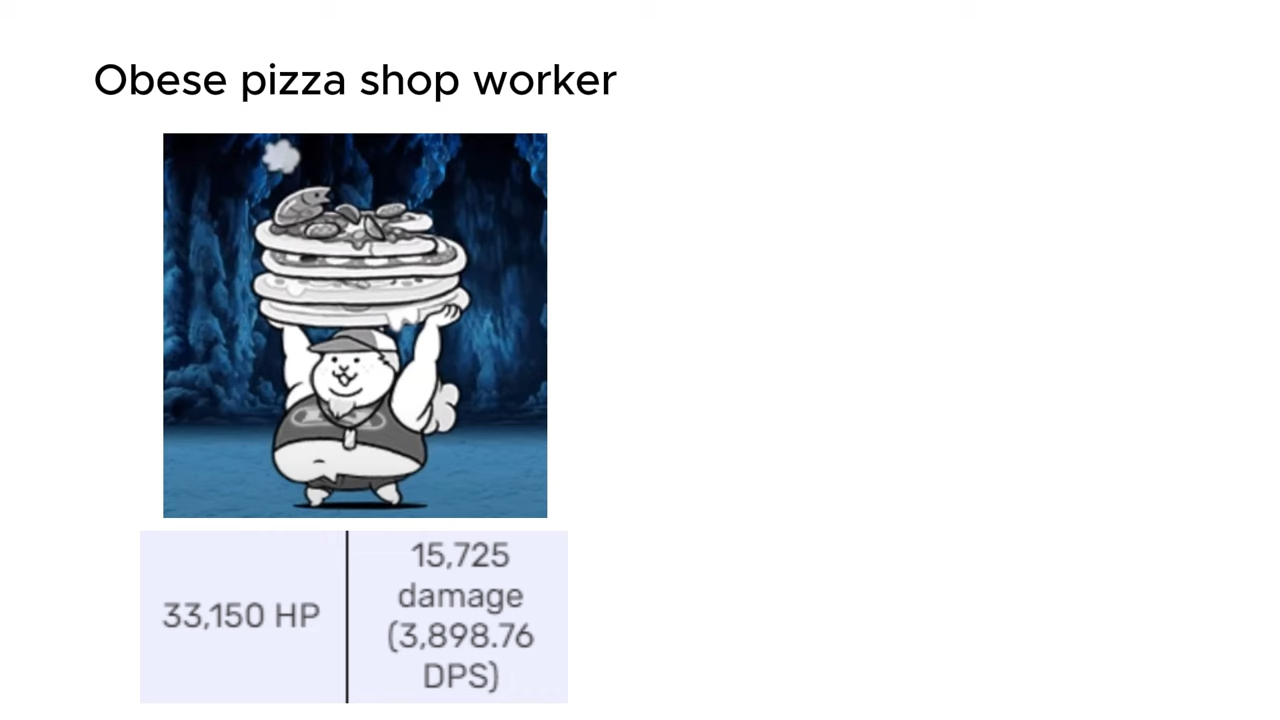 Obese pizza shop worker
33,150 HP
15,725
damage
(3,898.76
DPS)